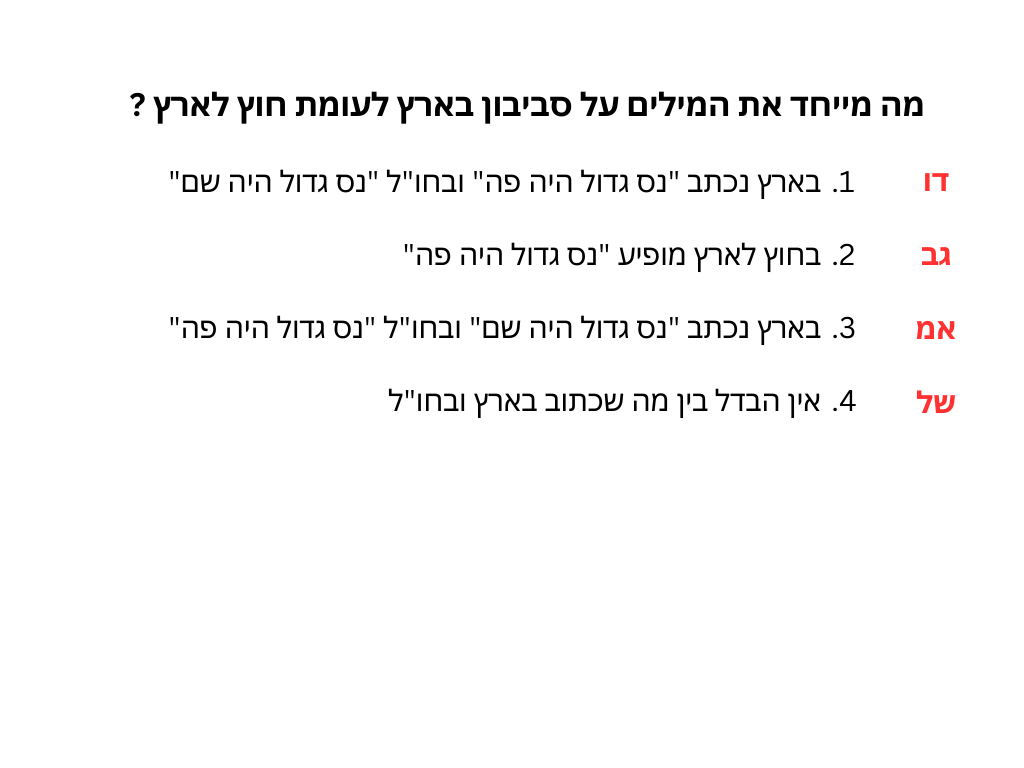 מה מייחד את המילים על סביבון בארץ לעומת חוץ לארץ ?
דו 1. בארץ נכתב "נס גדול היה פה" ובחו"ל "נס גדול היה שם"
גב 2. בחוץ לארץ מופיע "נס גדול היה פה"
אמ 3. בארץ נכתב "נס גדול היה שם" ובחו"ל "נס גדול היה פה"
של 4. אין הבדל בין מה שכתוב בארץ ובחו"ל